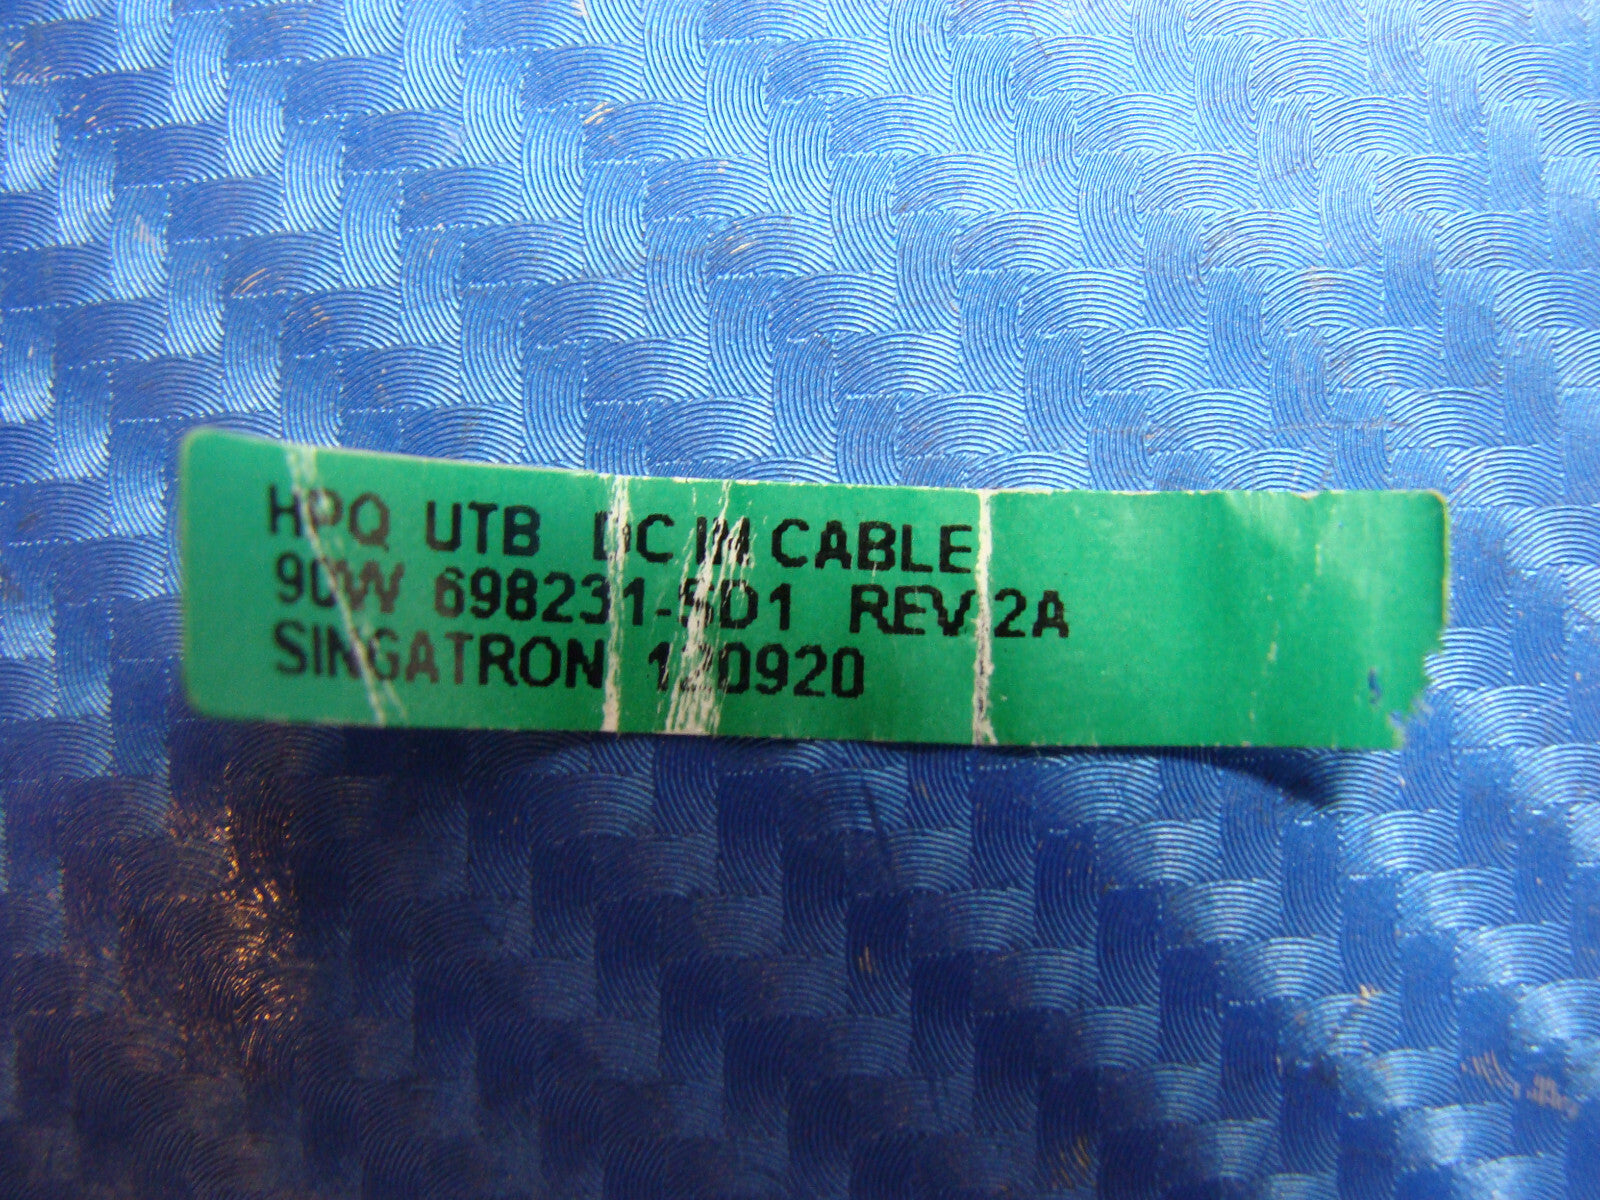 HPQ UTB DC IN CABLE
90W 698231-SD1 REV 2A
SINGATRON 120920